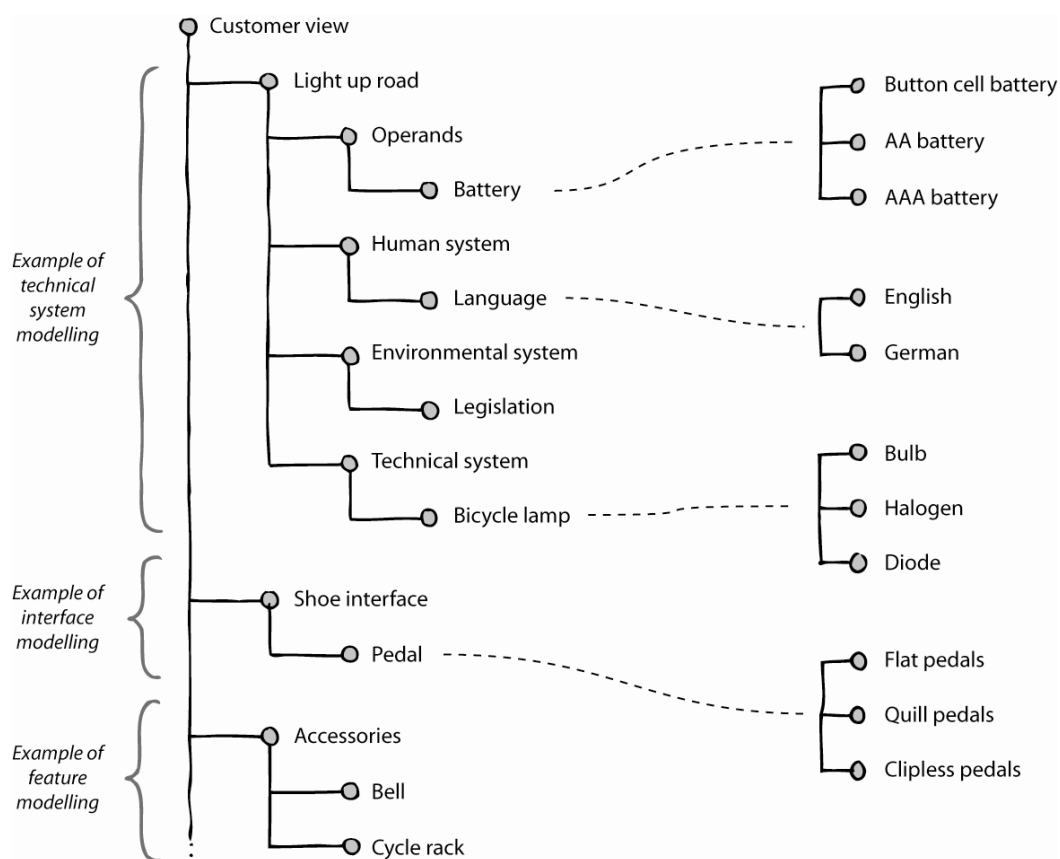 Customer view
Light up road
Operands
Battery
Human system
Language
Environmental system
Legislation
Technical system
Bicycle lamp
Shoe interface
Pedal
Accessories
Bell
Cycle rack
Example of
technical
system
modelling
Example of
interface
modelling
Example of
feature
modelling
Button cell battery
AA battery
AAA battery
English
German
Bulb
Halogen
Diode
Flat pedals
Quill pedals
Clipless pedals